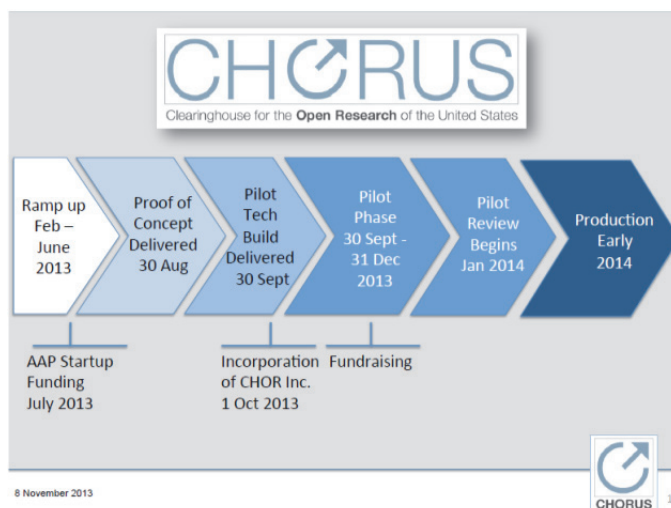 CHORUS
Clearinghouse for the Open Research of the United States
Ramp up
Feb –
June
2013
Proof of
Concept
Delivered
30 Aug
Pilot
Tech
Build
Delivered
30 Sept
Pilot
Phase
30 Sept -
31 Dec
2013
Pilot
Review
Begins
Jan 2014
Production
Early
2014
AAP Startup
Funding
July 2013
Incorporation
of CHOR Inc.
1 Oct 2013
Fundraising
8 November 2013
CHORUS
1